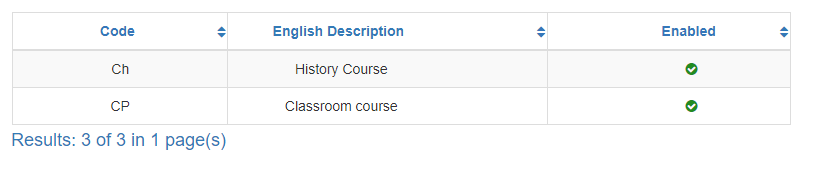 Code English Description Enabled
Ch History Course
CP Classroom course
Results: 3 of 3 in 1 page(s)